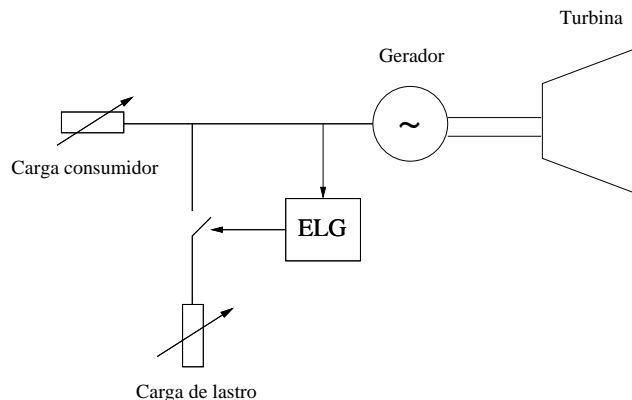 Turbina
Gerador
~
Carga consumidor
ELG
Carga de lastro